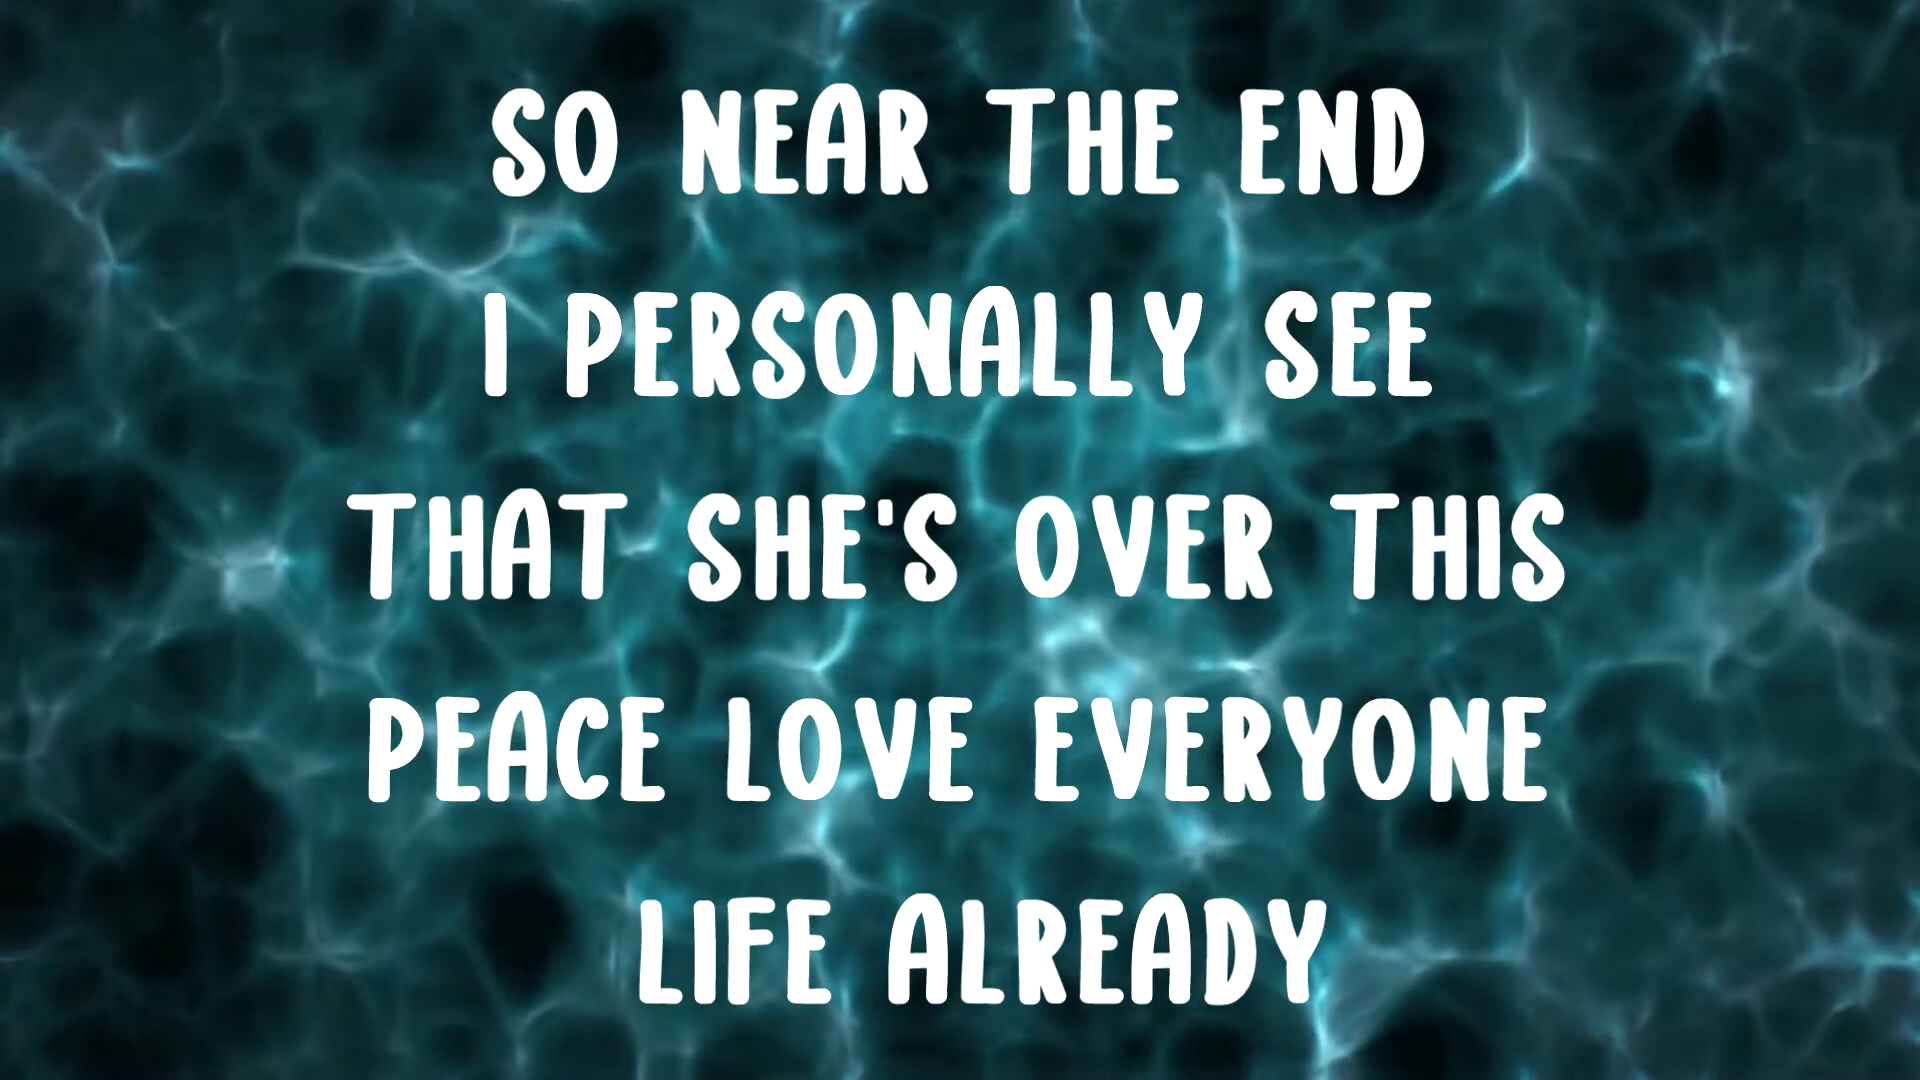 SO NEAR THE END
I PERSONALLY SEE
THAT SHE'S OVER THIS
PEACE LOVE EVERYONE
LIFE ALREADY